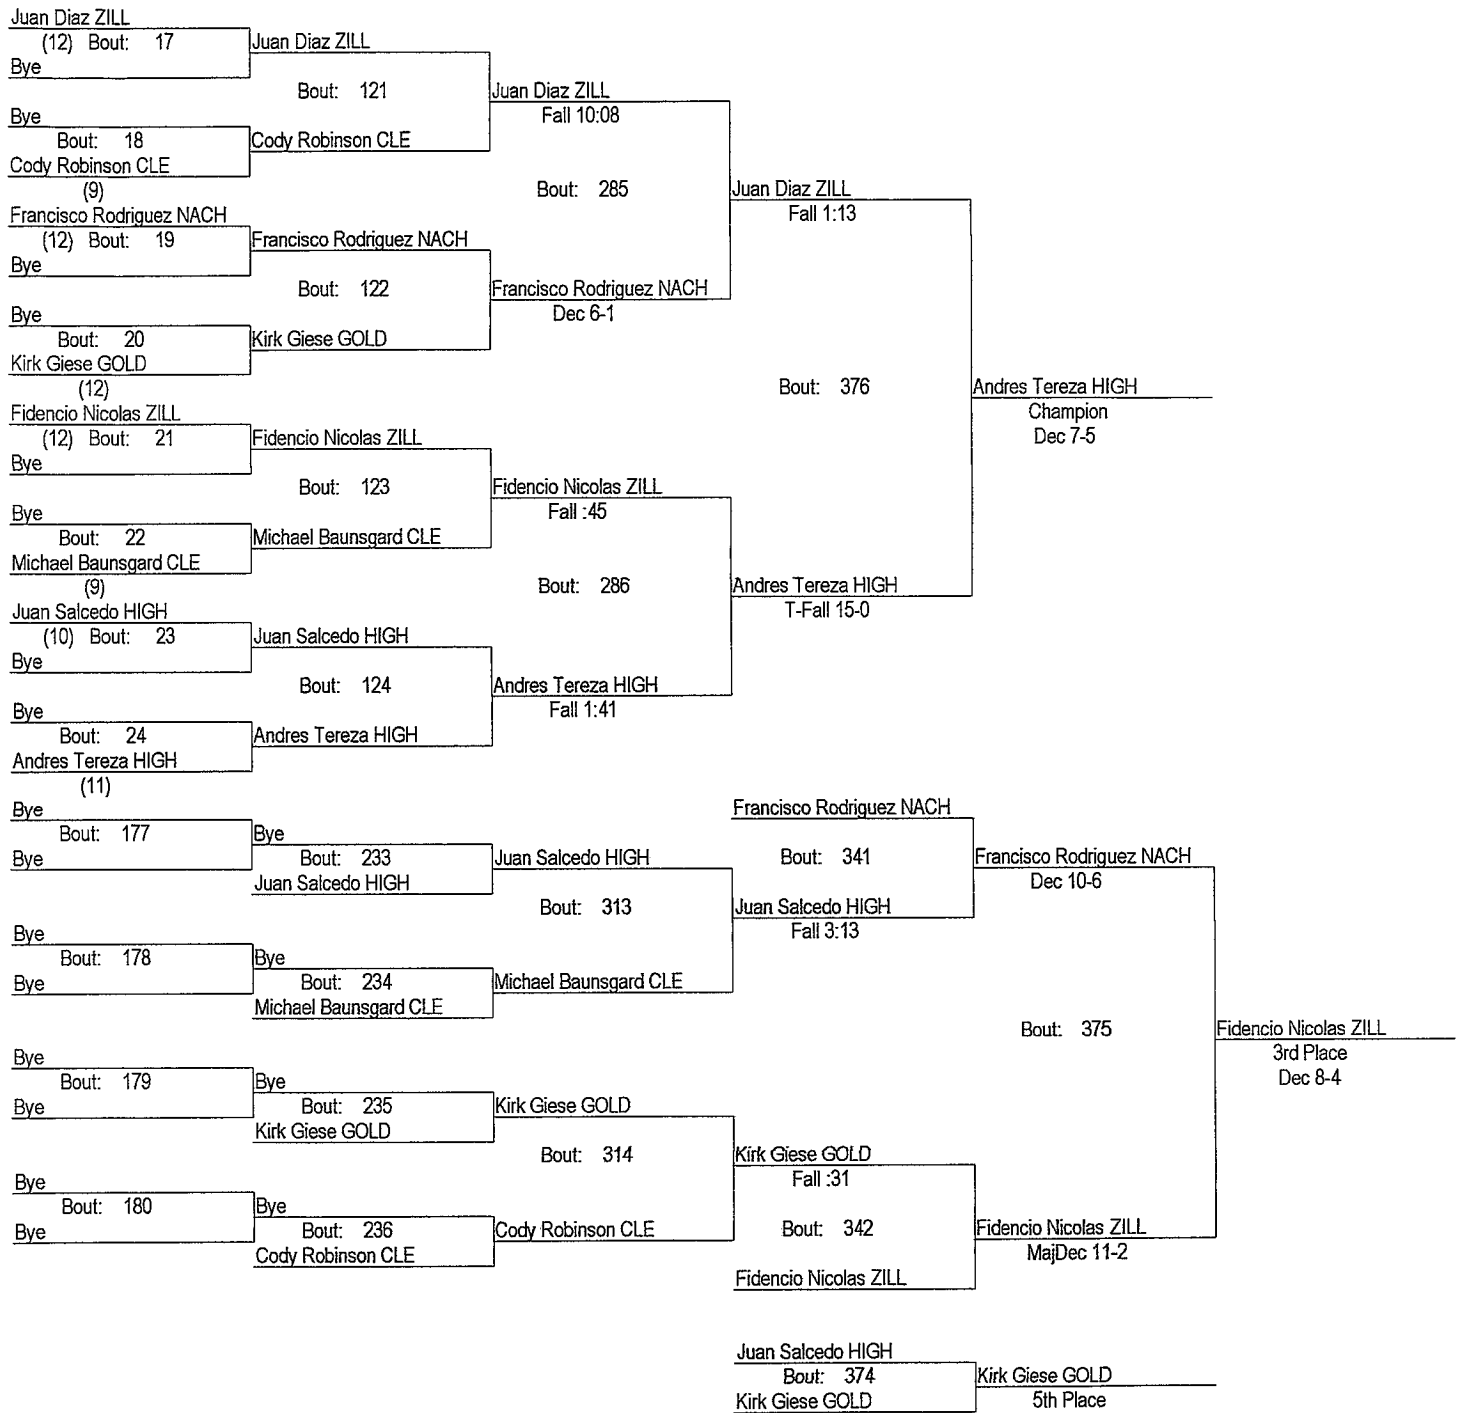 Juan Diaz ZILL
(12) Bout: 17
Bye
Juan Diaz ZILL
Bout: 121
Bye
Bout: 18
Cody Robinson CLE
(9)
Cody Robinson CLE
Juan Diaz ZILL
Fall 10:08
Bout: 285
Francisco Rodriguez NACH
(12) Bout: 19
Bye
Francisco Rodriguez NACH
Bout: 122
Bye
Bout: 20
Kirk Giese GOLD
(12)
Kirk Giese GOLD
Francisco Rodriguez NACH
Dec 6-1
Juan Diaz ZILL
Fall 1:13
Bout: 376
Fidencio Nicolas ZILL
(12) Bout: 21
Bye
Fidencio Nicolas ZILL
Bout: 123
Bye
Bout: 22
Michael Baunsgard CLE
(9)
Michael Baunsgard CLE
Fidencio Nicolas ZILL
Fall :45
Bout: 286
Juan Salcedo HIGH
(10) Bout: 23
Bye
Juan Salcedo HIGH
Bout: 124
Bye
Bout: 24
Andres Tereza HIGH
(11)
Andres Tereza HIGH
Andres Tereza HIGH
Fall 1:41
Andres Tereza HIGH
T-Fall 15-0
Andres Tereza HIGH
Champion
Dec 7-5
Bye
Bout: 177
Bye
Bye
Bout: 233
Juan Salcedo HIGH
Juan Salcedo HIGH
Bout: 313
Bye
Bout: 178
Bye
Bye
Bout: 234
Michael Baunsgard CLE
Michael Baunsgard CLE
Francisco Rodriguez NACH
Bout: 341
Juan Salcedo HIGH
Fall 3:13
Francisco Rodriguez NACH
Dec 10-6
Bout: 375
Bye
Bout: 179
Bye
Bye
Bout: 235
Kirk Giese GOLD
Kirk Giese GOLD
Bout: 314
Bye
Bout: 180
Bye
Bye
Bout: 236
Cody Robinson CLE
Cody Robinson CLE
Kirk Giese GOLD
Fall :31
Bout: 342
Fidencio Nicolas ZILL
Fidencio Nicolas ZILL
MajDec 11-2
Fidencio Nicolas ZILL
3rd Place
Dec 8-4
Juan Salcedo HIGH
Bout: 374
Kirk Giese GOLD
Kirk Giese GOLD
5th Place